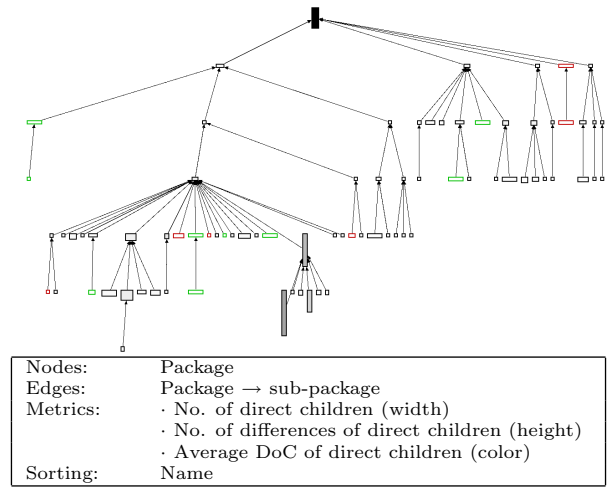 Nodes: Package
Edges: Package → sub-package
Metrics: · No. of direct children (width)
· No. of differences of direct children (height)
· Average DoC of direct children (color)
Sorting: Name